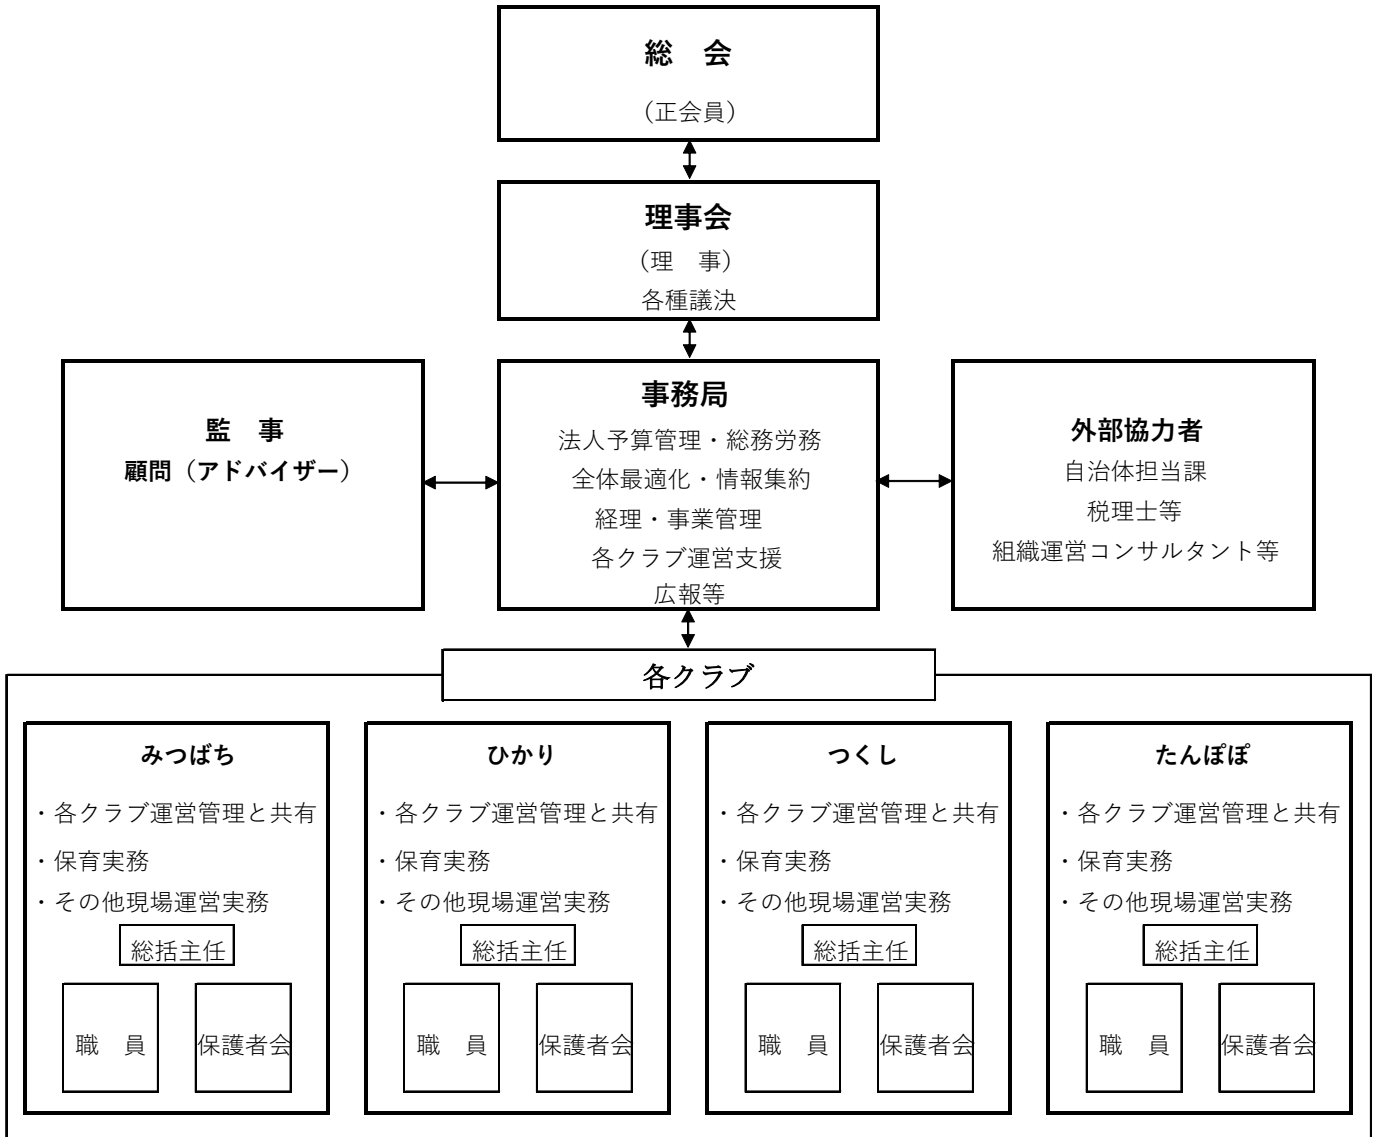 総　会
（正会員）
理事会
（理　事）
各種議決
監　事
顧問（アドバイザー）
事務局
法人予算管理・総務労務
全体最適化・情報集約
経理・事業管理
各クラブ運営支援
広報等
外部協力者
自治体担当課
税理士等
組織運営コンサルタント等
各クラブ
みつばち
・各クラブ運営管理と共有
・保育実務
・その他現場運営実務
総括主任
職　員
保護者会
ひかり
・各クラブ運営管理と共有
・保育実務
・その他現場運営実務
総括主任
職　員
保護者会
つくし
・各クラブ運営管理と共有
・保育実務
・その他現場運営実務
総括主任
職　員
保護者会
たんぽぽ
・各クラブ運営管理と共有
・保育実務
・その他現場運営実務
総括主任
職　員
保護者会